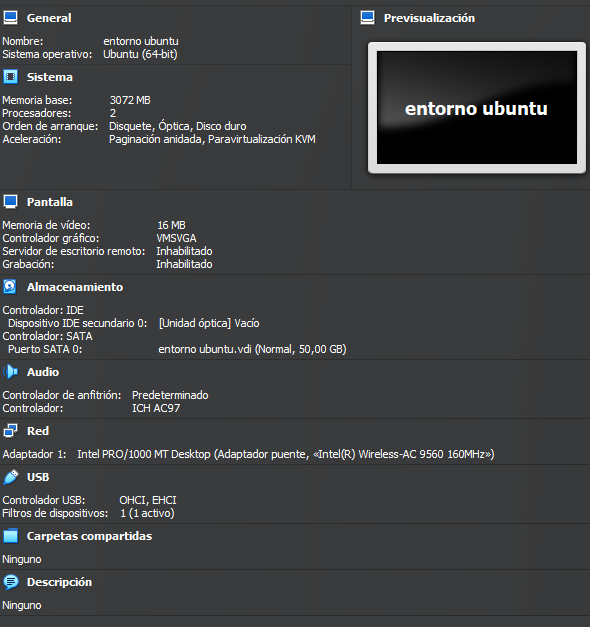 General
Nombre: entorno ubuntu
Sistema operativo: Ubuntu (64-bit)
Sistema
Memoria base: 3072 MB
Procesadores: 2
Orden de arranque: Disquete, Óptica, Disco duro
Aceleración: Paginación anidada, Paravirtualización KVM
Previsualización
entorno ubuntu
Pantalla
Memoria de vídeo: 16 MB
Controlador gráfico: VMSVGA
Servidor de escritorio remoto: Inhabilitado
Grabación: Inhabilitado
Almacenamiento
Controlador: IDE
Dispositivo IDE secundario 0: [Unidad óptica] Vacío
Controlador: SATA
Puerto SATA 0: entorno ubuntu.vdi (Normal, 50,00 GB)
Audio
Controlador de anfitrión: Predeterminado
Controlador: ICH AC97
Red
Adaptador 1: Intel PRO/1000 MT Desktop (Adaptador puente, «Intel(R) Wireless-AC 9560 160MHz»)
USB
Controlador USB: OHCI, EHCI
Filtros de dispositivos: 1 (1 activo)
Carpetas compartidas
Ninguno
Descripción
Ninguno